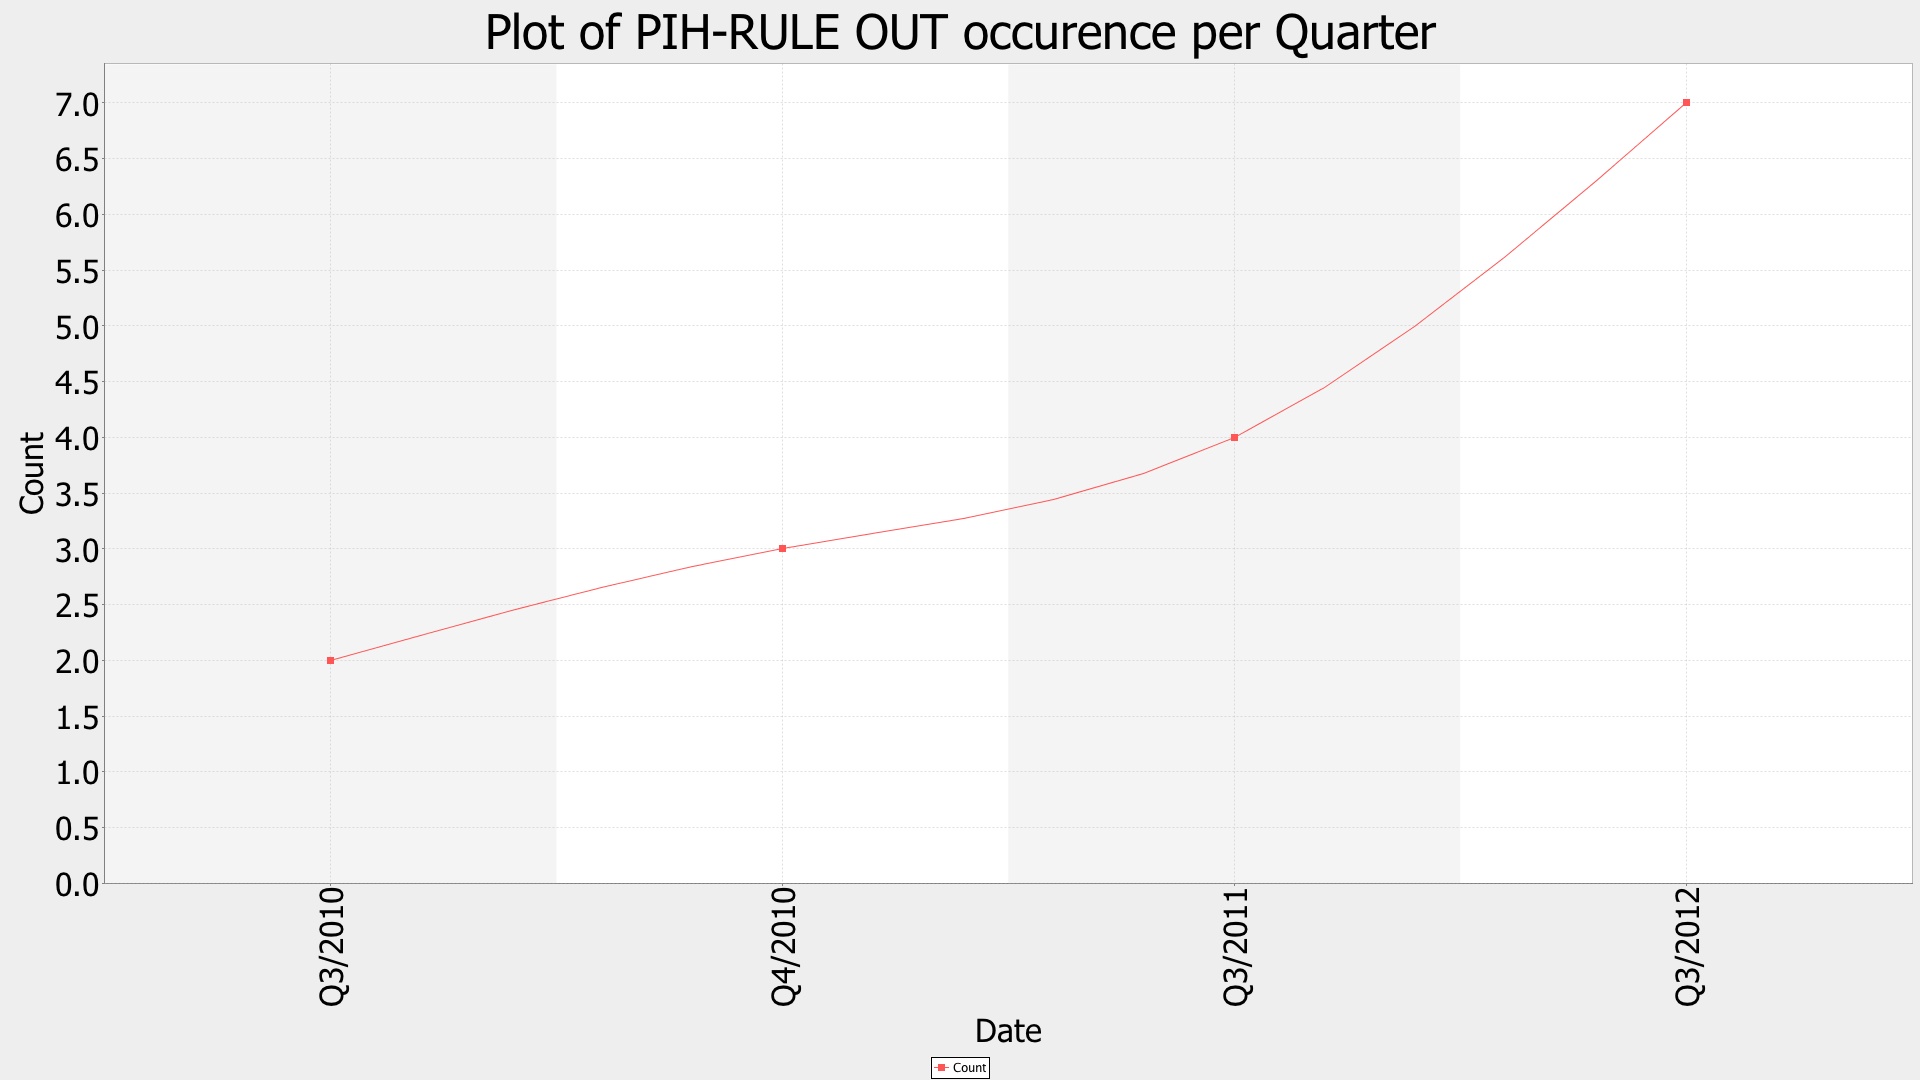 Plot of PIH-RULE OUT occurence per Quarter
7.0
6.5
6.0
5.5
5.0
4.5
4.0
3.5
3.0
2.5
2.0
1.5
1.0
0.5
0.0
Count
Q3/2010
Q4/2010
Q3/2011
Q3/2012
Date
Count